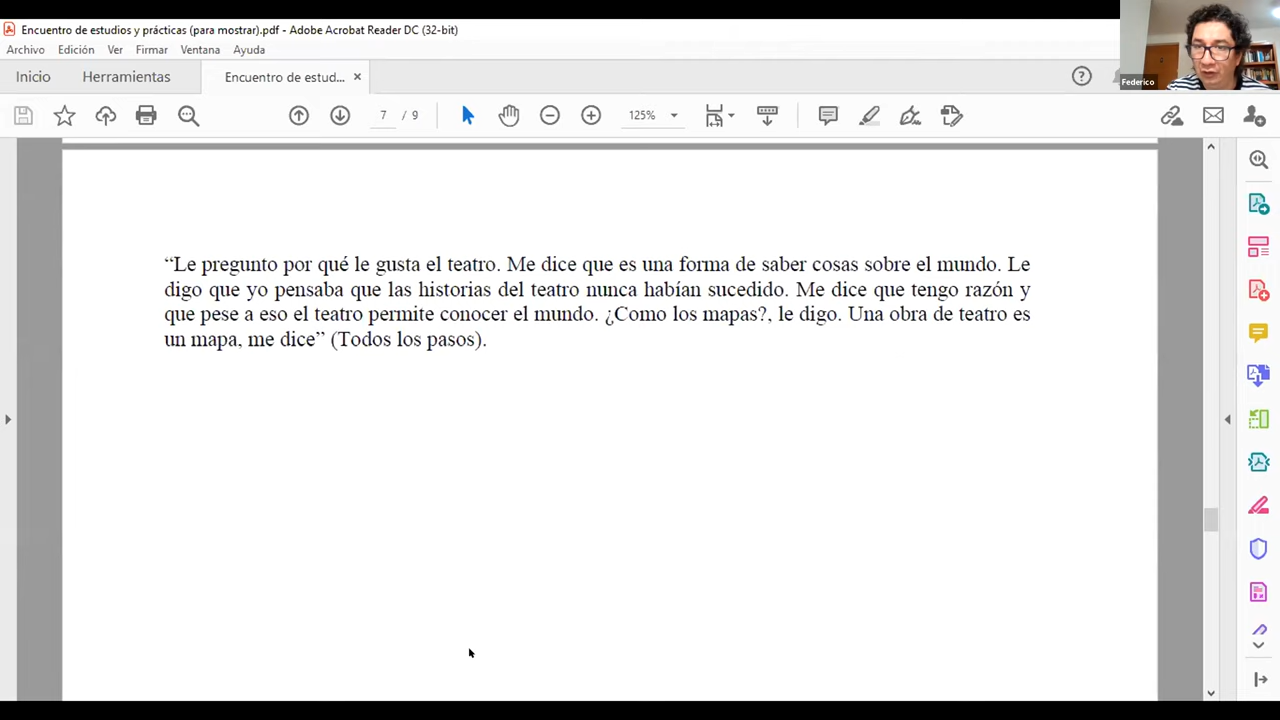 Encuentro de estudios y prácticas (para mostrar).pdf - Adobe Acrobat Reader DC (32-bit)
Archivo Edición Ver Firmar Ventana Ayuda
Inicio Herramientas Encuentro de estud... ×
7 / 9 125%
Federico
“Le pregunto por qué le gusta el teatro. Me dice que es una forma de saber cosas sobre el mundo. Le
digo que yo pensaba que las historias del teatro nunca habían sucedido. Me dice que tengo razón y
que pese a eso el teatro permite conocer el mundo. ¿Como los mapas?, le digo. Una obra de teatro es
un mapa, me dice” (Todos los pasos).